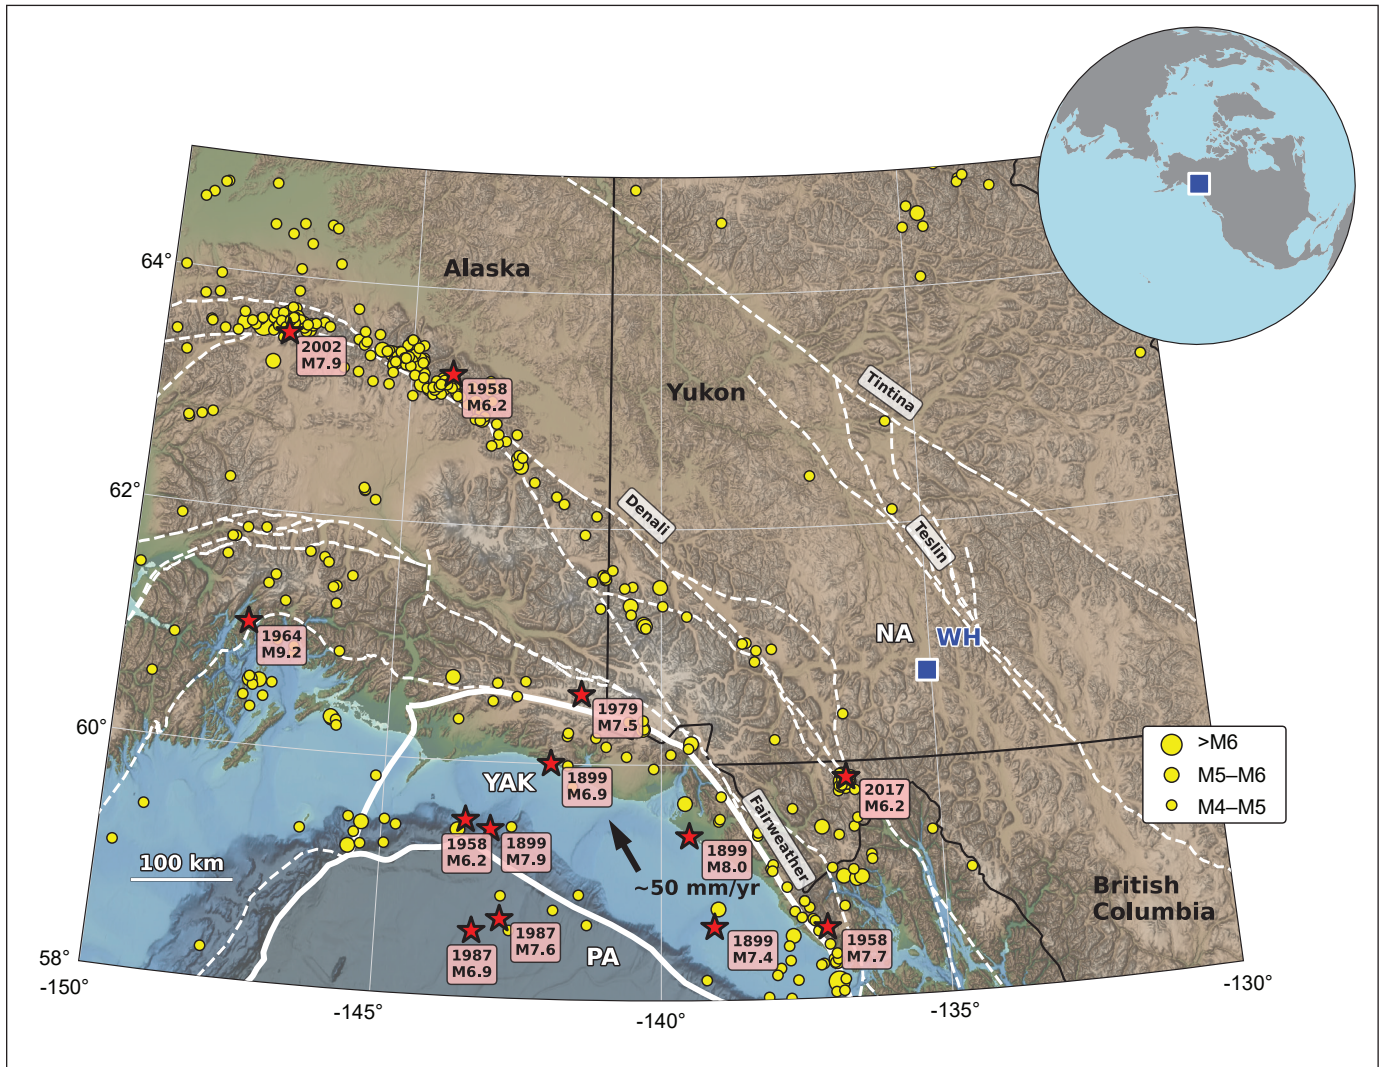 Alaska
64°
2002
M7.9
1958
M6.2
Yukon
Tintina
62°
Denali
Teslin
1964
M9.2
NA
WH
1979
M7.5
60°
>M6
M5–M6
M4–M5
YAK
1899
M6.9
2017
M6.2
Fairweather
100 km
1958
M6.2
1899
M7.9
1899
M8.0
~50 mm/yr
British
Columbia
1987
M7.6
1987
M6.9
PA
1899
M7.4
1958
M7.7
58°
-150°
-145°
-140°
-135°
-130°